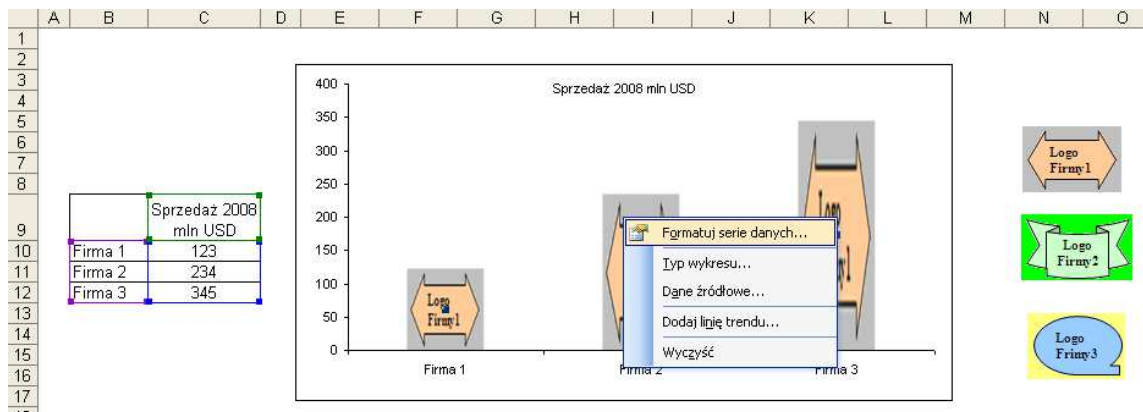 A B C D E F G H I J K L M N O
1
2
3
4
5
6
7
8
9
10
11
12
13
14
15
16
17
Sprzedaż 2008
mln USD
Firma 1 123
Firma 2 234
Firma 3 345
Sprzedaż 2008 mln USD
400
350
300
250
200
150
100
50
0
Logo
Firmy1
Logo
Firma 1
Firma 2
Firma 3
Formatuj serie danych...
Typ wykresu...
Dane źródłowe...
Dodaj linię trendu...
Wyczyść
Logo
Firmy1
Logo
Firmy2
Logo
Frimy3